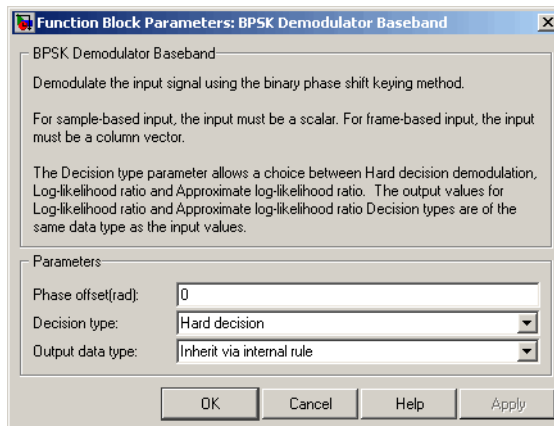 Function Block Parameters: BPSK Demodulator Baseband
BPSK Demodulator Baseband
Demodulate the input signal using the binary phase shift keying method.
For sample-based input, the input must be a scalar. For frame-based input, the input
must be a column vector.
The Decision type parameter allows a choice between Hard decision demodulation,
Log-likelihood ratio and Approximate log-likelihood ratio. The output values for
Log-likelihood ratio and Approximate log-likelihood ratio Decision types are of the
same data type as the input values.
Parameters
Phase offset(rad): 0
Decision type: Hard decision
Output data type: Inherit via internal rule
OK Cancel Help Apply